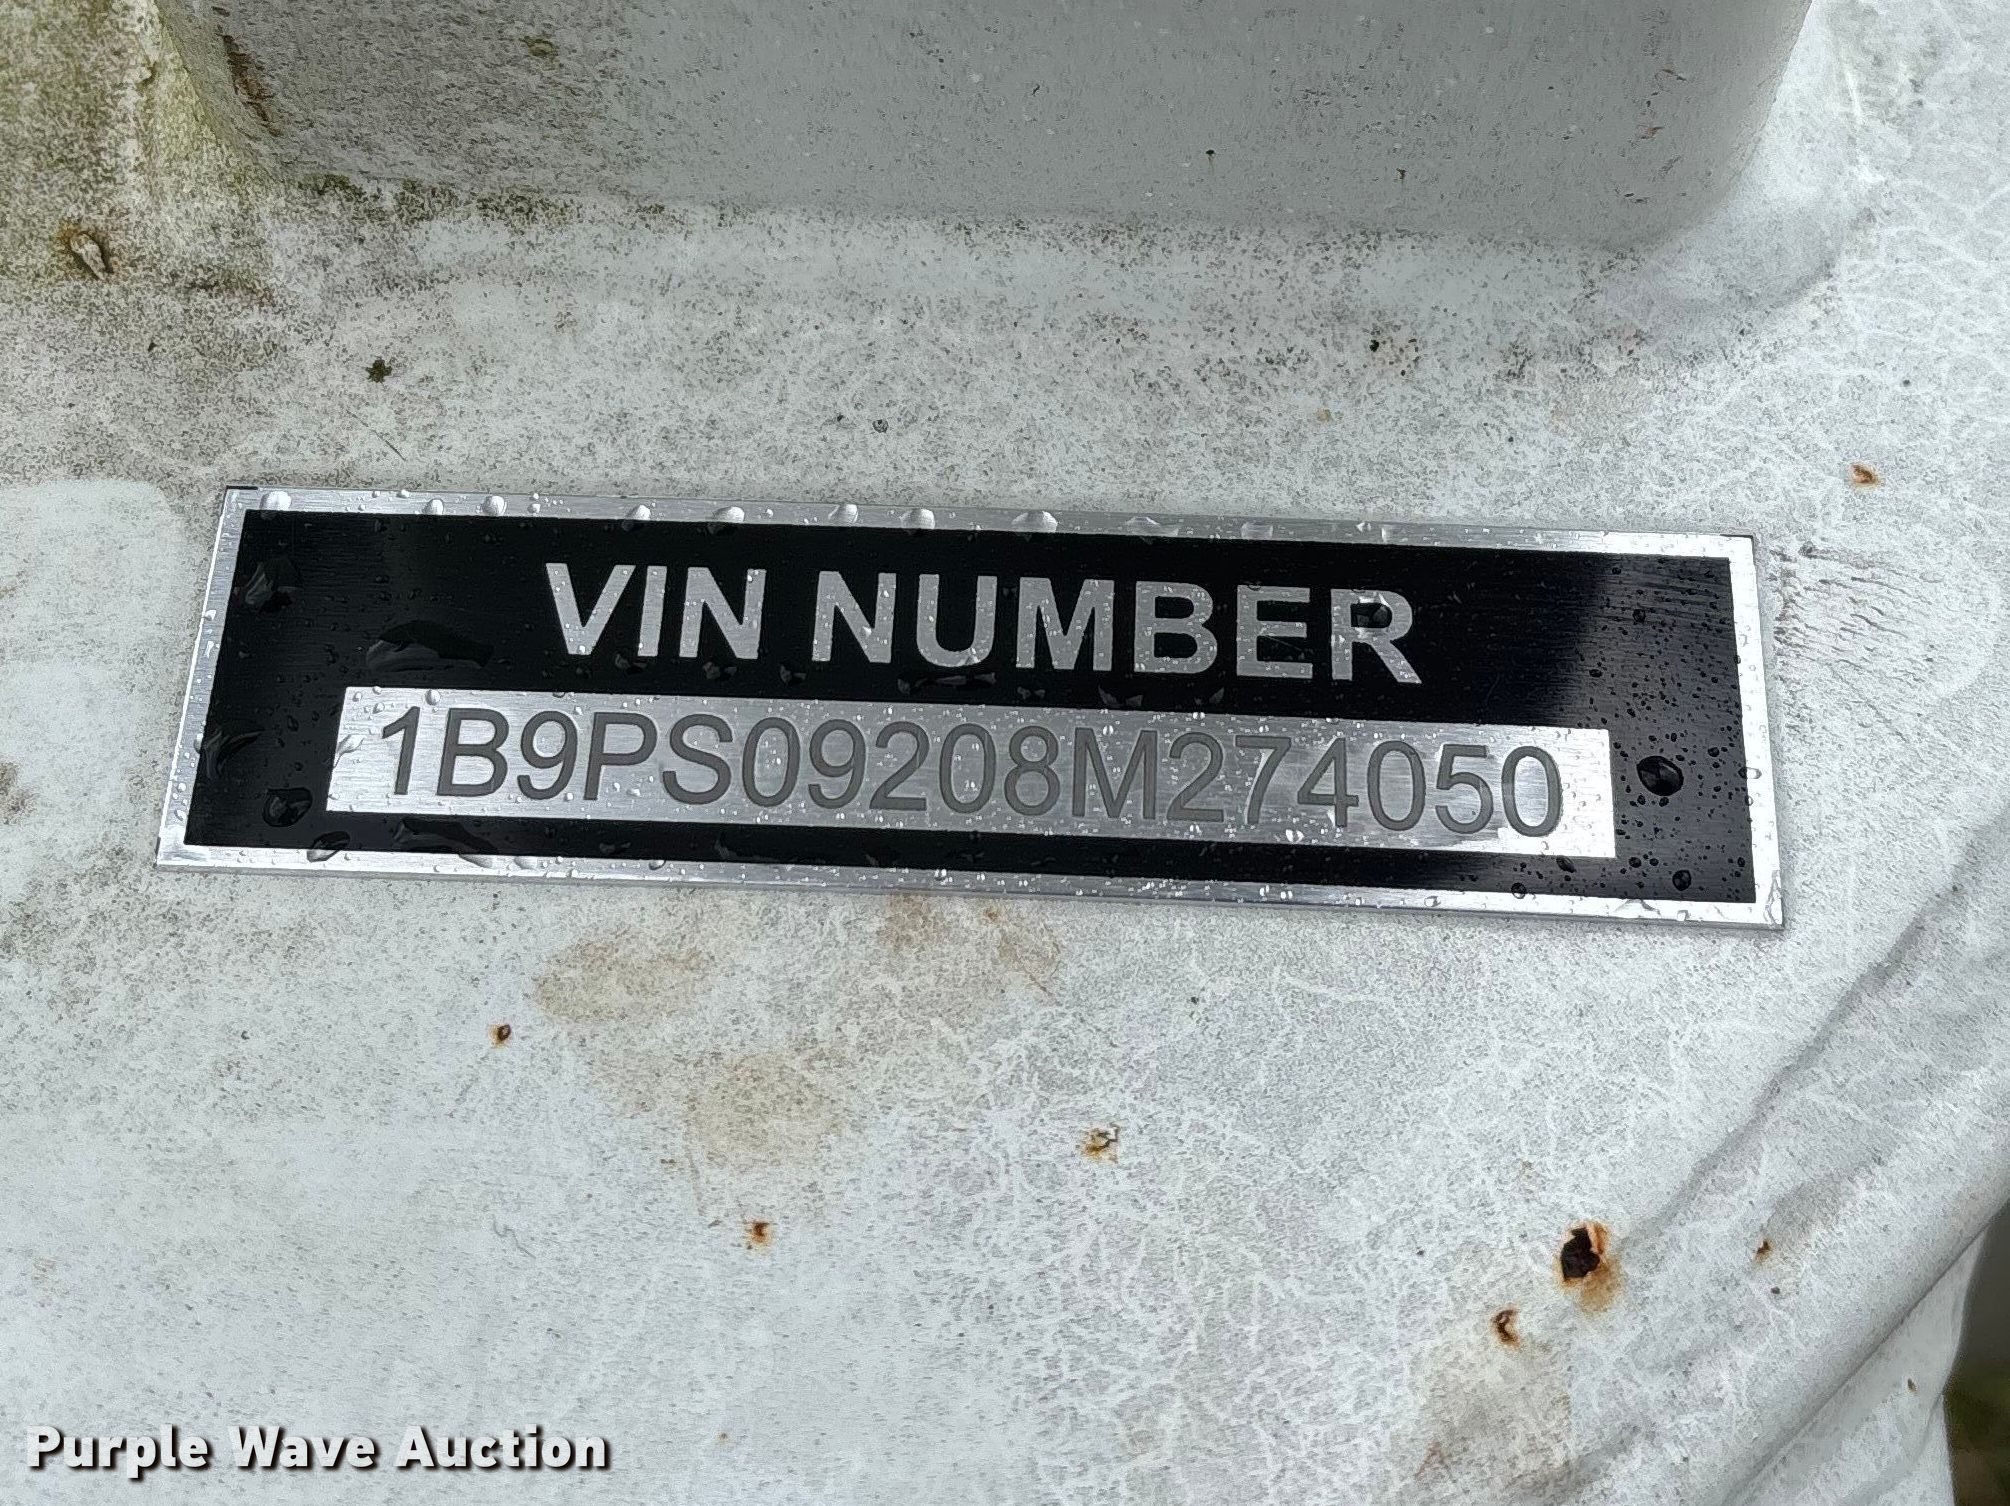 VIN NUMBER
1B9PS09208M274050
Purple Wave Auction